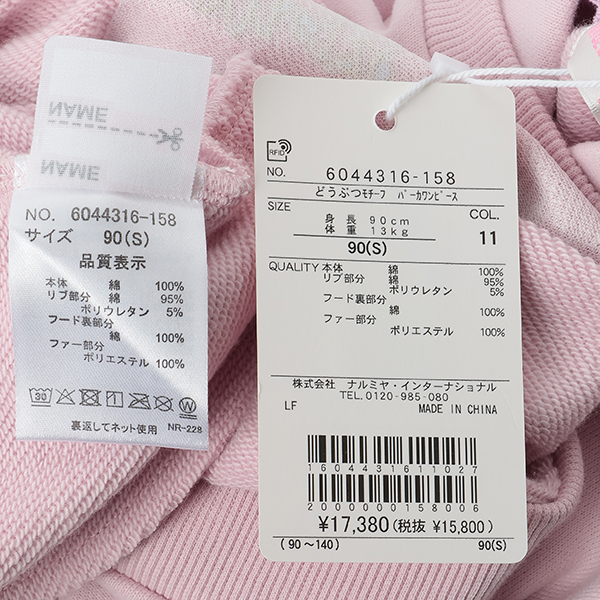 NAME
NAME
NO. 6044316-158
サイズ 90(S)
品質表示
本体 綿 100%
リブ部分 綿 95%
ポリウレタン 5%
フード裏部分
綿 100%
ファー部分
ポリエステル 100%
30
裏返してネット使用 NR-228
RFID
NO. 6044316-158
どうぶつモチーフ パーカワンピース
SIZE
身長 90cm
体重 13kg
90(S)
COL.
11
QUALITY 本体 綿 100%
リブ部分 綿 95%
ポリウレタン 5%
フード裏部分
綿 100%
ファー部分
ポリエステル 100%
株式会社 ナルミヤ・インターナショナル
TEL.0120-985-080
LF MADE IN CHINA
1604431611027
2000000158006
¥17,380(税抜 ¥15,800)
(90～140) 90(S)